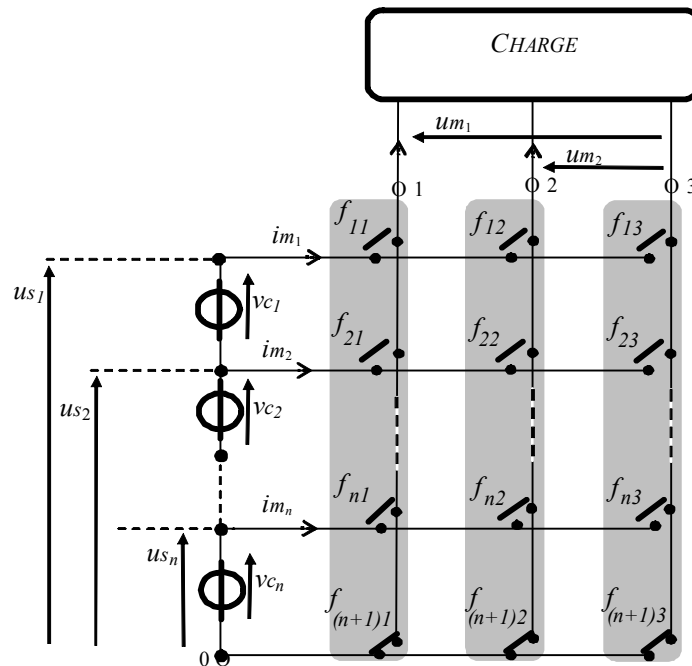 CHARGE
um1
um2
1 2 3
f11 f12 f13
im1
us1
vc1
f21 f22 f23
im2
us2
vc2
fn1 fn2 fn3
imn
usn
vcn
f(n+1)1 f(n+1)2 f(n+1)3
0